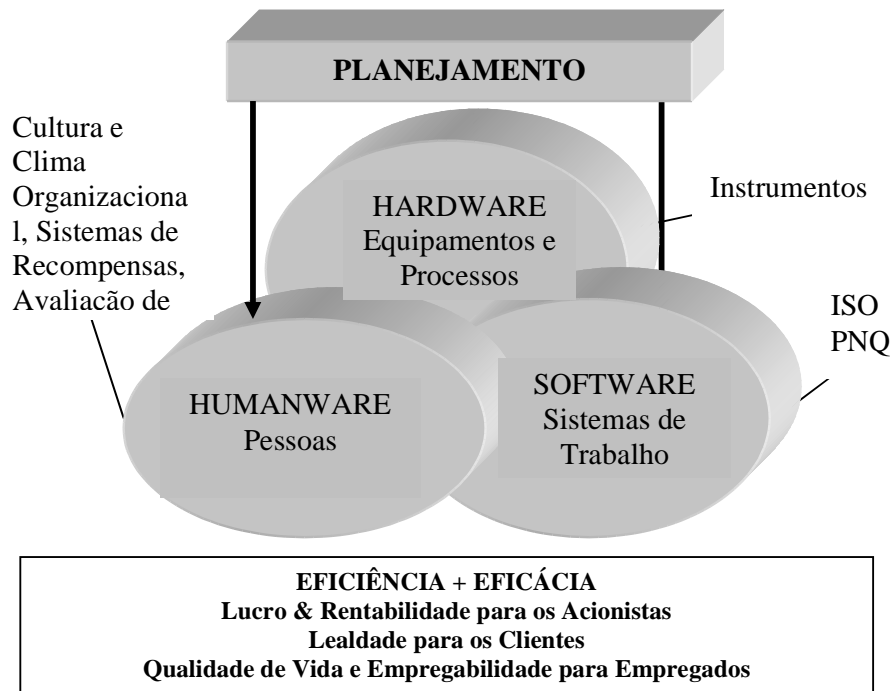 PLANEJAMENTO
Cultura e
Clima
Organizaciona
l, Sistemas de
Recompensas,
Avaliacão de
HARDWARE
Equipamentos e
Processos
Instrumentos
ISO
PNQ
HUMANWARE
Pessoas
SOFTWARE
Sistemas de
Trabalho
EFICIÊNCIA + EFICÁCIA
Lucro & Rentabilidade para os Acionistas
Lealdade para os Clientes
Qualidade de Vida e Empregabilidade para Empregados